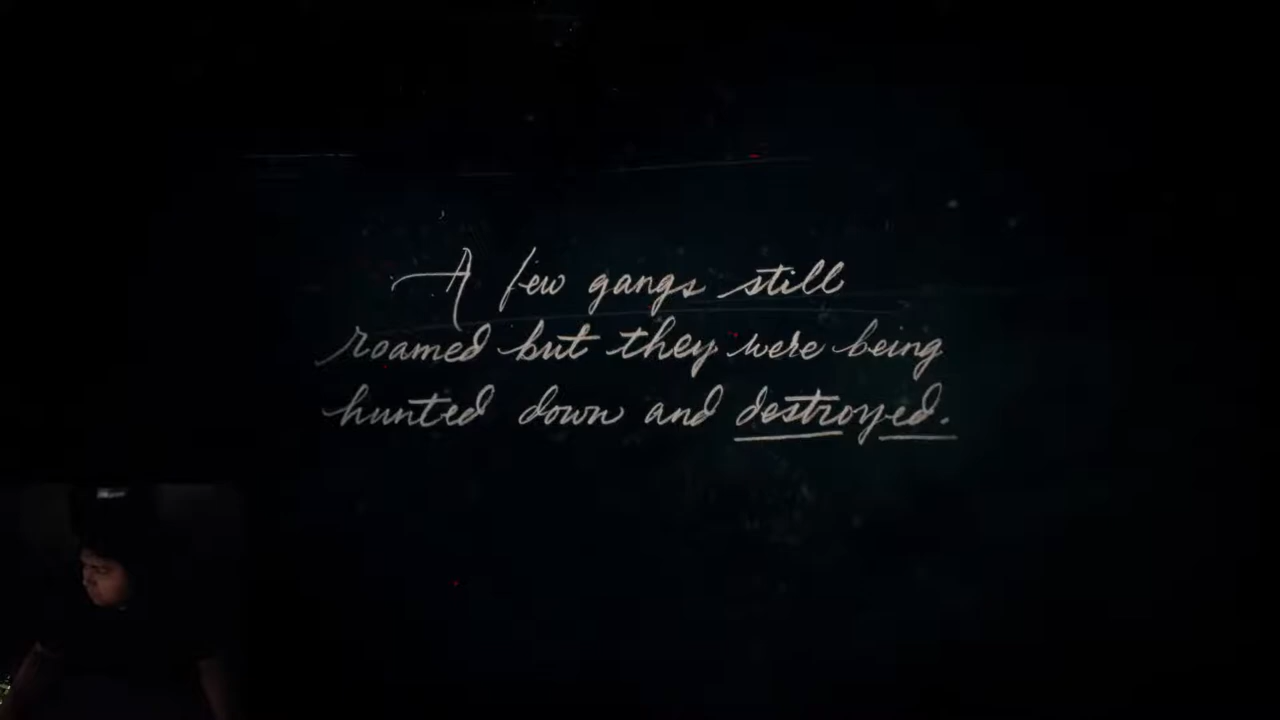 A few gangs still
roamed but they were being
hunted down and destroyed.